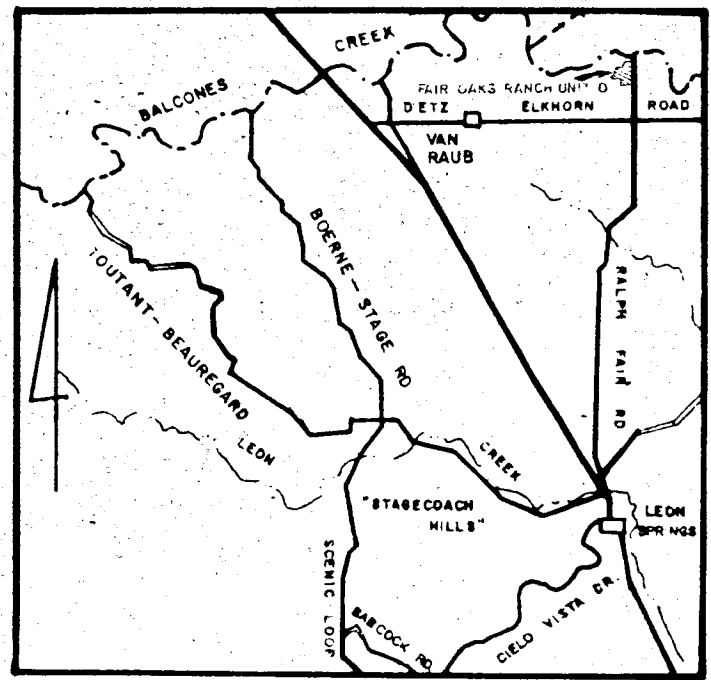 BALCONES CREEK
FAIR OAKS RANCH UNIT
DIETZ ELKHORN ROAD
VAN
RAUB
BOERNE — STAGE RD
TOUTANT — BEAUREGARD
RALPH FAIR RD
LEON CREEK
"STAGECOACH
HILLS"
LEON
SPRINGS
SCENIC LOOP
BABCOCK RD.
CIELO VISTA DR.